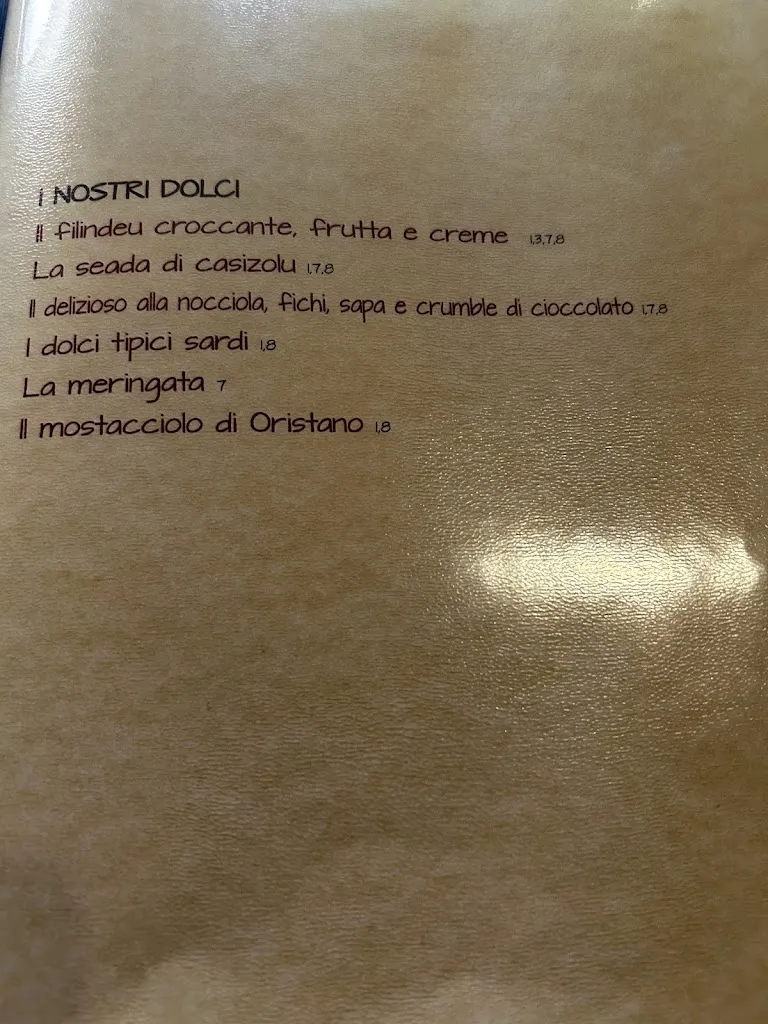 I NOSTRI DOLCI
Il filindeu croccante, frutta e creme 1,3,7,8
La seada di casizolu 1,7,8
Il delizioso alla nocciola, fichi, sapa e crumble di cioccolato 1,7,8
I dolci tipici sardi 1,8
La meringata 7
Il mostacciolo di Oristano 1,8